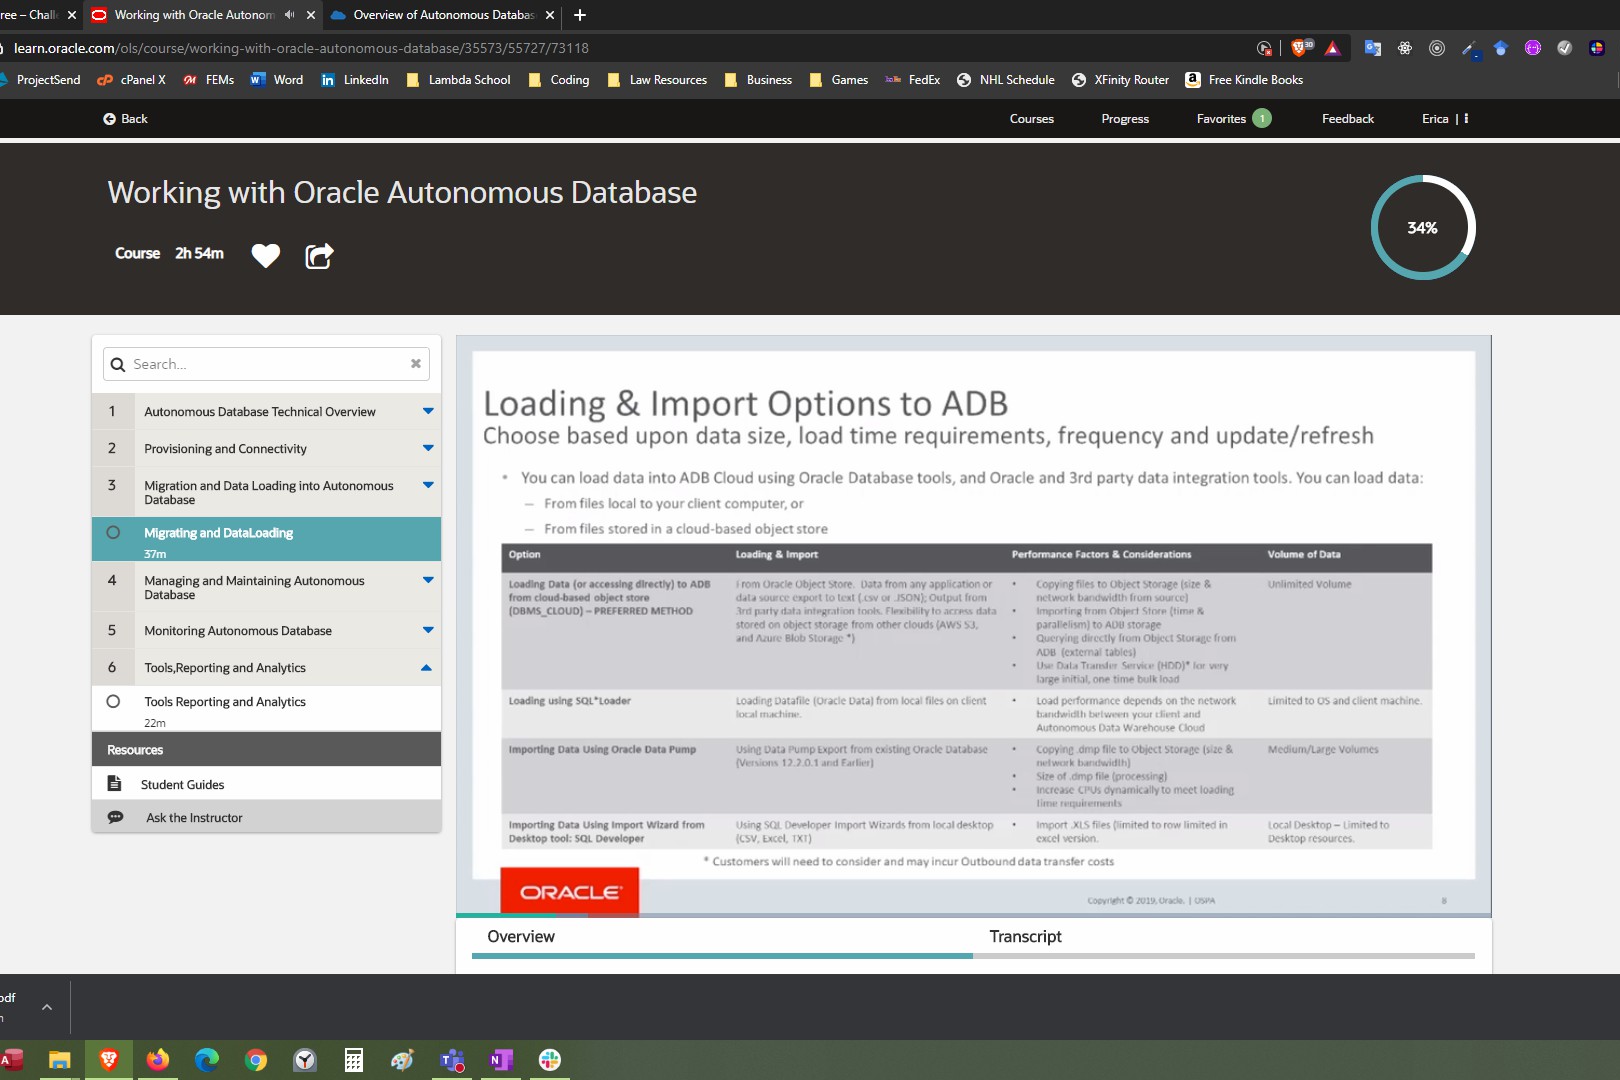 ree – Chall
Working with Oracle Autonom
Overview of Autonomous Databas
learn.oracle.com/ols/course/working-with-oracle-autonomous-database/35573/55727/73118
30
ProjectSend
cPanel X
FEMs
Word
LinkedIn
Lambda School
Coding
Law Resources
Business
Games
FedEx
NHL Schedule
XFinity Router
Free Kindle Books
Back
Courses
Progress
Favorites 1
Feedback
Erica |
Working with Oracle Autonomous Database
Course 2h 54m
34%
Search...
1 Autonomous Database Technical Overview
2 Provisioning and Connectivity
3 Migration and Data Loading into Autonomous
Database
Migrating and DataLoading
37m
4 Managing and Maintaining Autonomous
Database
5 Monitoring Autonomous Database
6 Tools,Reporting and Analytics
Tools Reporting and Analytics
22m
Resources
Student Guides
Ask the Instructor
Loading & Import Options to ADB
Choose based upon data size, load time requirements, frequency and update/refresh
• You can load data into ADB Cloud using Oracle Database tools, and Oracle and 3rd party data integration tools. You can load data:
– From files local to your client computer, or
– From files stored in a cloud-based object store
Option
Loading & Import
Performance Factors & Considerations
Volume of Data
Loading Data (or accessing directly) to ADB
from cloud-based object store
(DBMS_CLOUD) – PREFERRED METHOD
From Oracle Object Store. Data from any application or
data source export to text (.csv or .JSON); Output from
3rd party data integration tools. Flexibility to access data
stored on object storage from other clouds (AWS S3,
and Azure Blob Storage *)
• Copying files to Object Storage (size &
network bandwidth from source)
• Importing from Object Store (time &
parallelism) to ADB storage
• Querying directly from Object Storage from
ADB (external tables)
• Use Data Transfer Service (HDD)* for very
large initial, one time bulk load
Unlimited Volume
Loading using SQL*Loader
Loading Datafile (Oracle Data) from local files on client
local machine.
• Load performance depends on the network
bandwidth between your client and
Autonomous Data Warehouse Cloud
Limited to OS and client machine.
Importing Data Using Oracle Data Pump
Using Data Pump Export from existing Oracle Database
(Versions 12.2.0.1 and Earlier)
• Copying .dmp file to Object Storage (size &
network bandwidth)
• Size of .dmp file (processing)
• Increase CPUs dynamically to meet loading
time requirements
Medium/Large Volumes
Importing Data Using Import Wizard from
Desktop tool: SQL Developer
Using SQL Developer Import Wizards from local desktop
(CSV, Excel, TXT)
• Import .XLS files (limited to row limited in
excel version.
Local Desktop – Limited to
Desktop resources.
* Customers will need to consider and may incur Outbound data transfer costs
ORACLE
Copyright © 2019, Oracle. | OSPA
8
Overview
Transcript